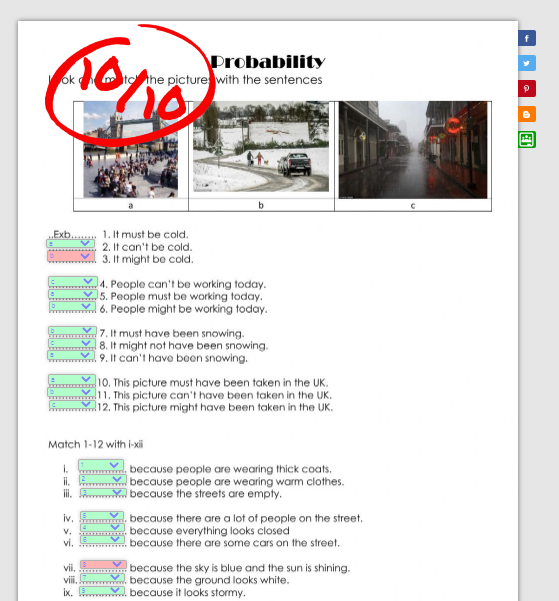 Probability
10/10
Look and match the pictures with the sentences
a b c
..Exb........ 1. It must be cold.
2. It can't be cold.
3. It might be cold.
4. People can't be working today.
5. People must be working today.
6. People might be working today.
7. It must have been snowing.
8. It might not have been snowing.
9. It can't have been snowing.
10. This picture must have been taken in the UK.
11. This picture can't have been taken in the UK.
12. This picture might have been taken in the UK.
Match 1-12 with i-xii
i. because people are wearing thick coats.
ii. because people are wearing warm clothes.
iii. because the streets are empty.
iv. because there are a lot of people on the street.
v. because everything looks closed
vi. because there are some cars on the street.
vii. because the sky is blue and the sun is shining.
viii. because the ground looks white.
ix. because it looks stormy.